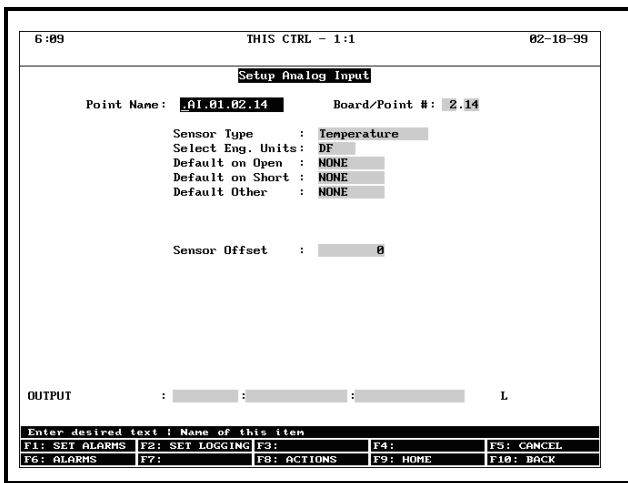 6:09 THIS CTRL - 1:1 02-18-99
Setup Analog Input
Point Name: .AI.01.02.14 Board/Point #: 2.14
Sensor Type : Temperature
Select Eng. Units: DF
Default on Open : NONE
Default on Short : NONE
Default Other : NONE
Sensor Offset : 0
OUTPUT : : : L
Enter desired text ¦ Name of this item
F1: SET ALARMS F2: SET LOGGING F3: F4: F5: CANCEL
F6: ALARMS F7: F8: ACTIONS F9: HOME F10: BACK